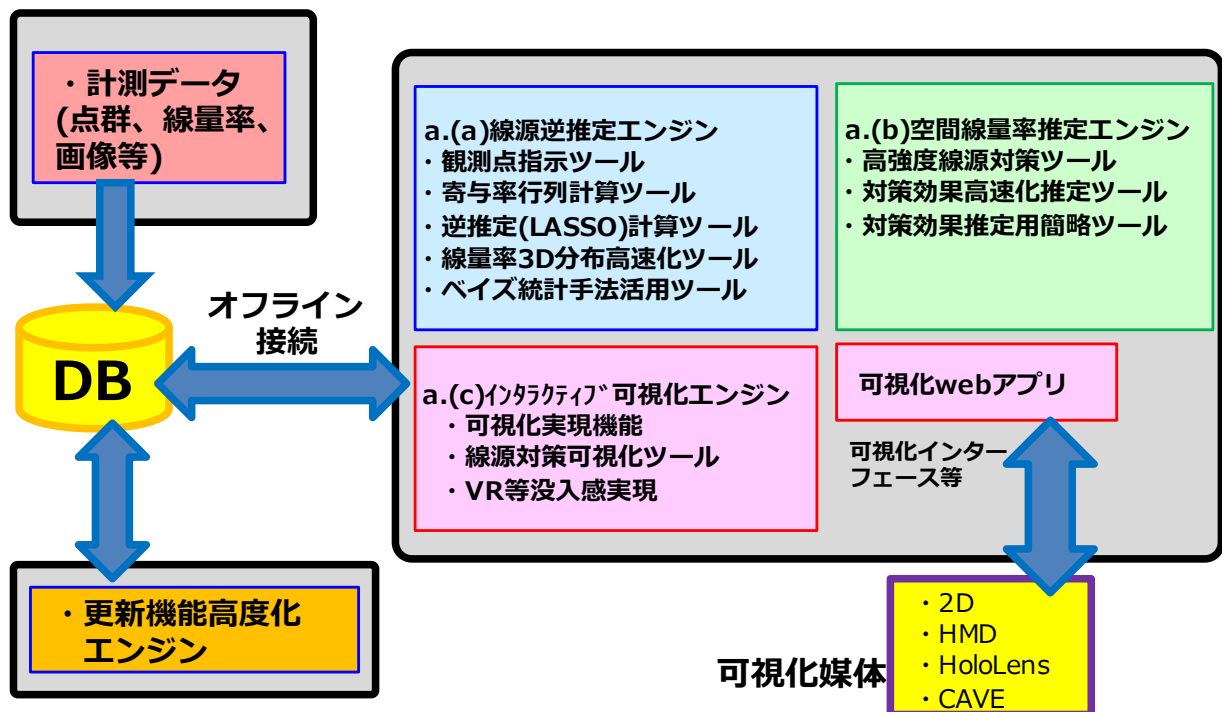 ・計測データ
(点群、線量率、
画像等)
DB
オフライン
接続
・更新機能高度化
エンジン
a.(a)線源逆推定エンジン
・観測点指示ツール
・寄与率行列計算ツール
・逆推定(LASSO)計算ツール
・線量率3D分布高速化ツール
・ベイズ統計手法活用ツール
a.(b)空間線量率推定エンジン
・高強度線源対策ツール
・対策効果高速化推定ツール
・対策効果推定用簡略ツール
a.(c)ｲﾝﾀﾗｸﾃｨﾌﾞ可視化エンジン
・可視化実現機能
・線源対策可視化ツール
・VR等没入感実現
可視化webアプリ
可視化インター
フェース等
可視化媒体
・2D
・HMD
・HoloLens
・CAVE